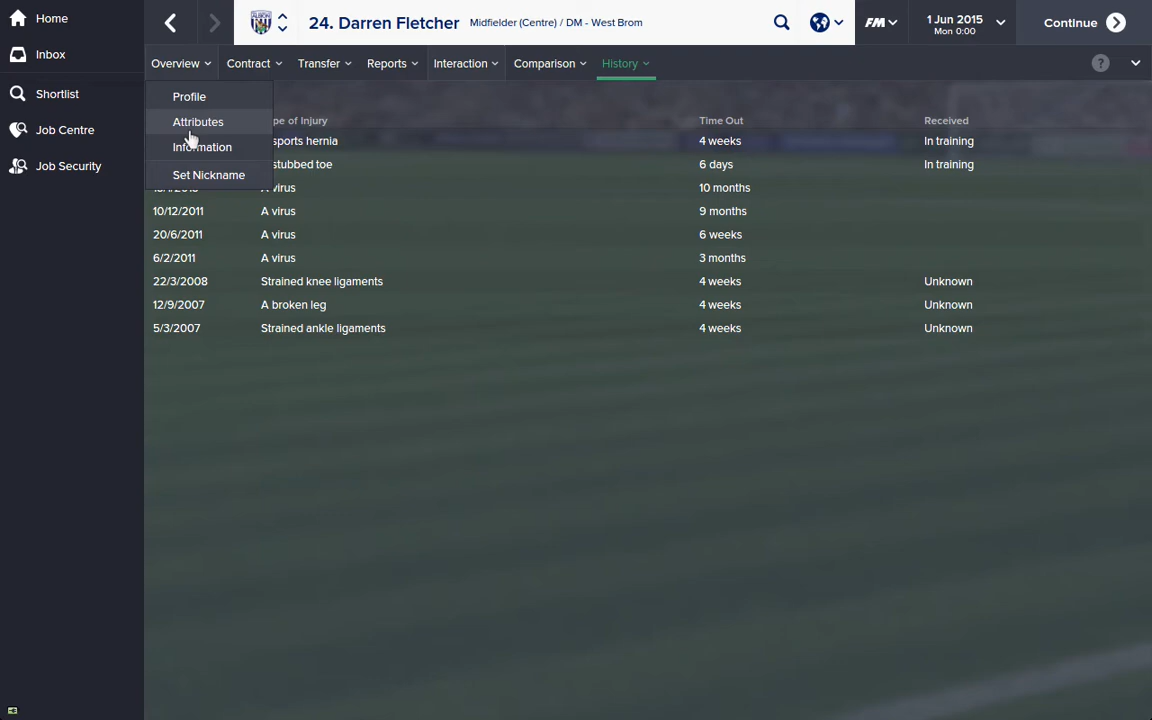 Home
24. Darren Fletcher Midfielder (Centre) / DM - West Brom
FM
1 Jun 2015
Mon 0:00
Continue
Inbox
Overview Contract Transfer Reports Interaction Comparison History ?
Shortlist
Profile
Job Centre
Attributes
pe of Injury Time Out Received
sports hernia 4 weeks In training
Information
Job Security
stubbed toe 6 days In training
Set Nickname
A virus 10 months
10/12/2011 A virus 9 months
20/6/2011 A virus 6 weeks
6/2/2011 A virus 3 months
22/3/2008 Strained knee ligaments 4 weeks Unknown
12/9/2007 A broken leg 4 weeks Unknown
5/3/2007 Strained ankle ligaments 4 weeks Unknown